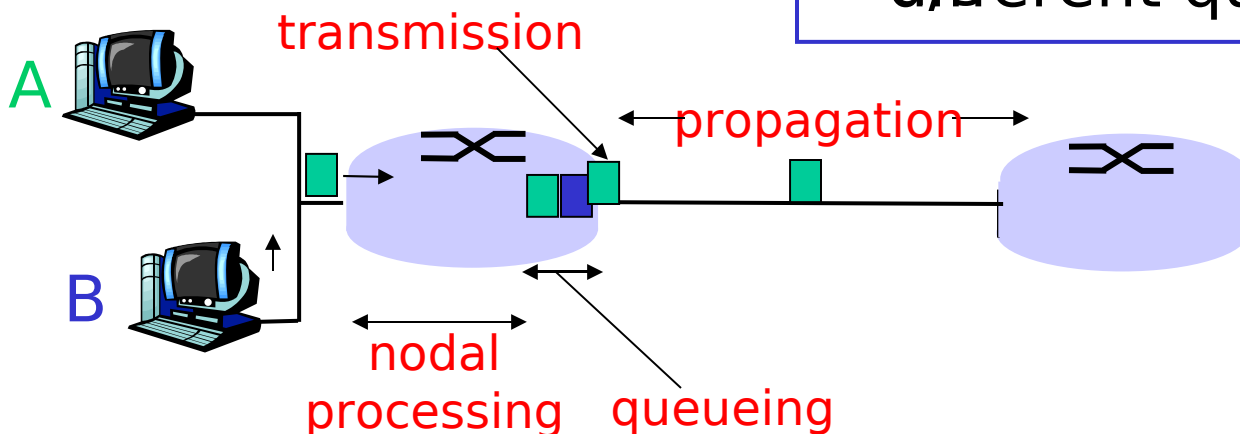 transmission
A
propagation
B
nodal
processing
queueing